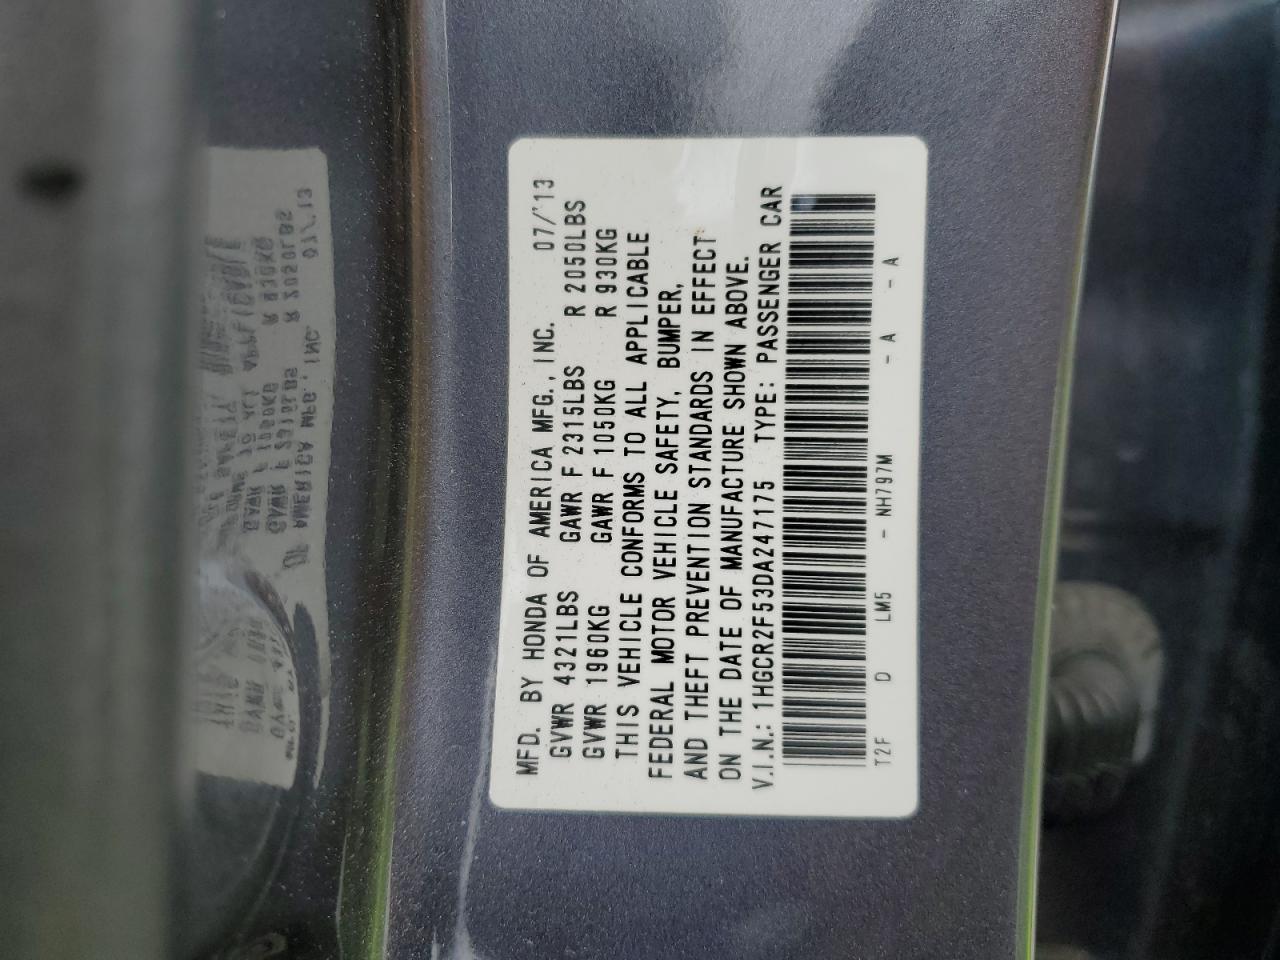 MFD. BY HONDA OF AMERICA MFG., INC. 07/'13
GVWR 4321LBS GAWR F 2315LBS R 2050LBS
GVWR 1960KG GAWR F 1050KG R 930KG
THIS VEHICLE CONFORMS TO ALL APPLICABLE
FEDERAL MOTOR VEHICLE SAFETY, BUMPER,
AND THEFT PREVENTION STANDARDS IN EFFECT
ON THE DATE OF MANUFACTURE SHOWN ABOVE.
V.I.N.: 1HGCR2F53DA247175 TYPE: PASSENGER CAR
T2F D LM5 - NH797M - A - A